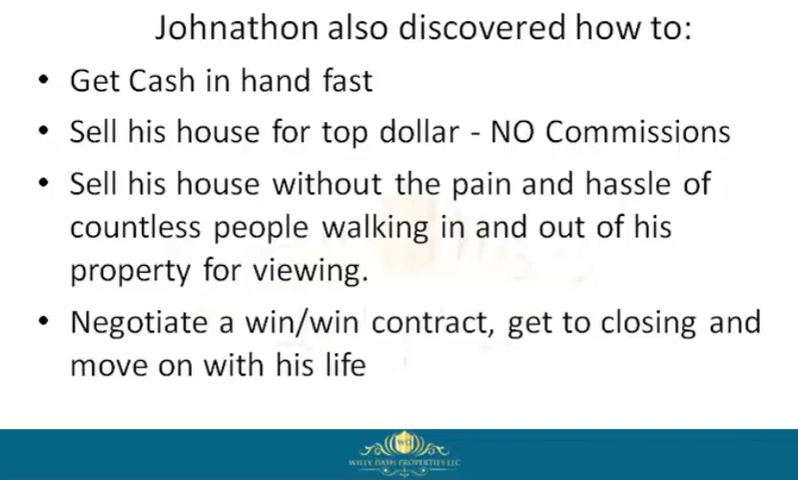 Johnathon also discovered how to:
• Get Cash in hand fast
• Sell his house for top dollar - NO Commissions
• Sell his house without the pain and hassle of
countless people walking in and out of his
property for viewing.
• Negotiate a win/win contract, get to closing and
move on with his life
WILLY DASH PROPERTIES LLC